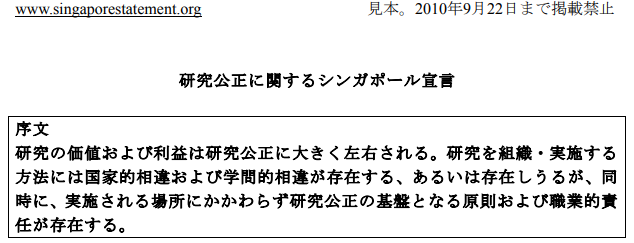 www.singaporestatement.org 見本。2010年9月22日まで掲載禁止
研究公正に関するシンガポール宣言
序文
研究の価値および利益は研究公正に大きく左右される。研究を組織・実施する
方法には国家的相違および学問的相違が存在する、あるいは存在しうるが、同
時に、実施される場所にかかわらず研究公正の基盤となる原則および職業的責
任が存在する。